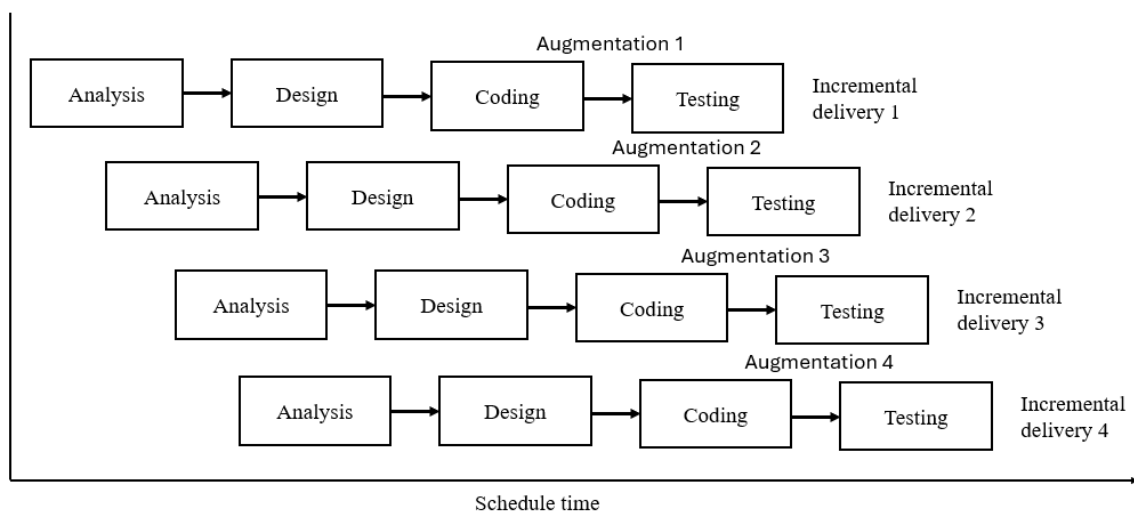 Augmentation 1
Analysis
Design
Coding
Testing
Incremental
delivery 1
Augmentation 2
Analysis
Design
Coding
Testing
Incremental
delivery 2
Augmentation 3
Analysis
Design
Coding
Testing
Incremental
delivery 3
Augmentation 4
Analysis
Design
Coding
Testing
Incremental
delivery 4
Schedule time